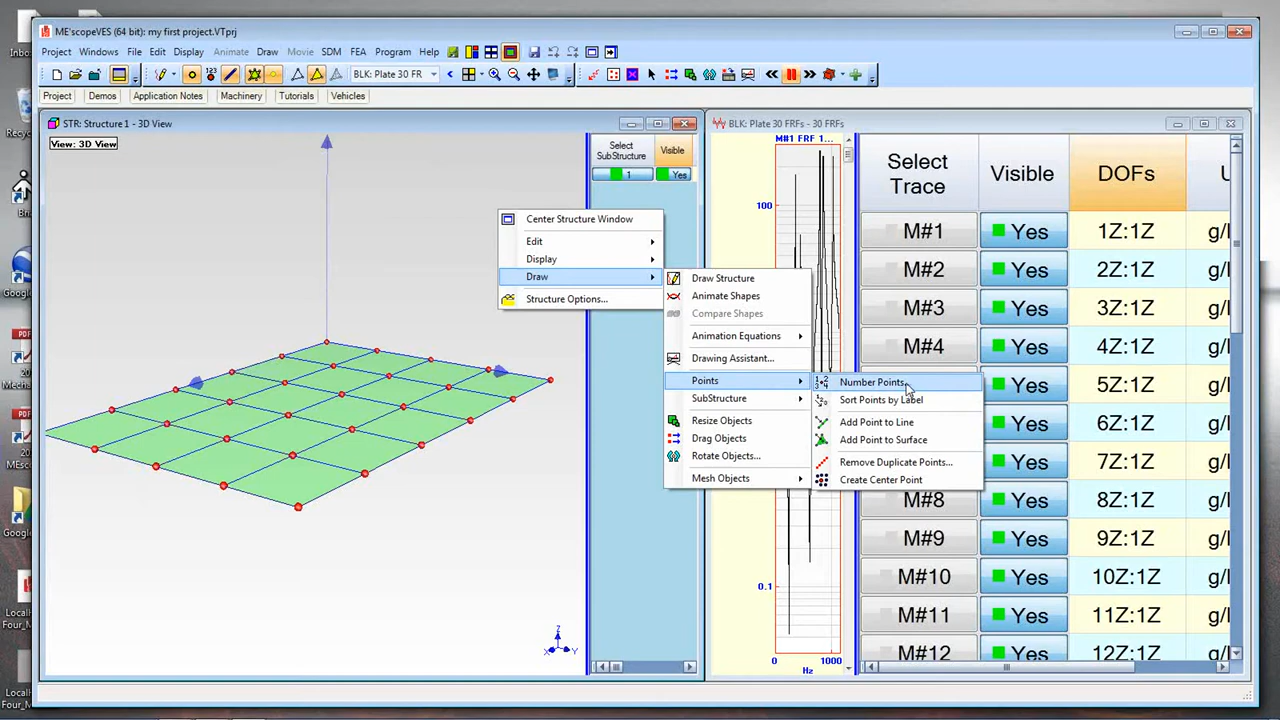 ME'scopeVES (64 bit): my first project.VTprj
Project Windows File Edit Display Animate Draw Movie SDM FEA Program Help
BLK: Plate 30 FR
Project Demos Application Notes Machinery Tutorials Vehicles
STR: Structure 1 - 3D View
View: 3D View
Select SubStructure
Visible
1 Yes
Center Structure Window
Edit
Display
Draw
Structure Options...
Draw Structure
Animate Shapes
Compare Shapes
Animation Equations
Drawing Assistant...
Points
SubStructure
Resize Objects
Drag Objects
Rotate Objects...
Mesh Objects
Number Points
Sort Points by Label
Add Point to Line
Add Point to Surface
Remove Duplicate Points...
Create Center Point
Z
X Y
BLK: Plate 30 FRFs - 30 FRFs
M#1 FRF 1...
100
0.1
0 1000
Hz
Select Trace Visible DOFs
M#1 Yes 1Z:1Z g/l
M#2 Yes 2Z:1Z g/l
M#3 Yes 3Z:1Z g/l
M#4 Yes 4Z:1Z g/l
5Z:1Z g/l
6Z:1Z g/l
7Z:1Z g/l
M#8 Yes 8Z:1Z g/l
M#9 Yes 9Z:1Z g/l
M#10 Yes 10Z:1Z g/l
M#11 Yes 11Z:1Z g/l
M#12 Yes 12Z:1Z g/l